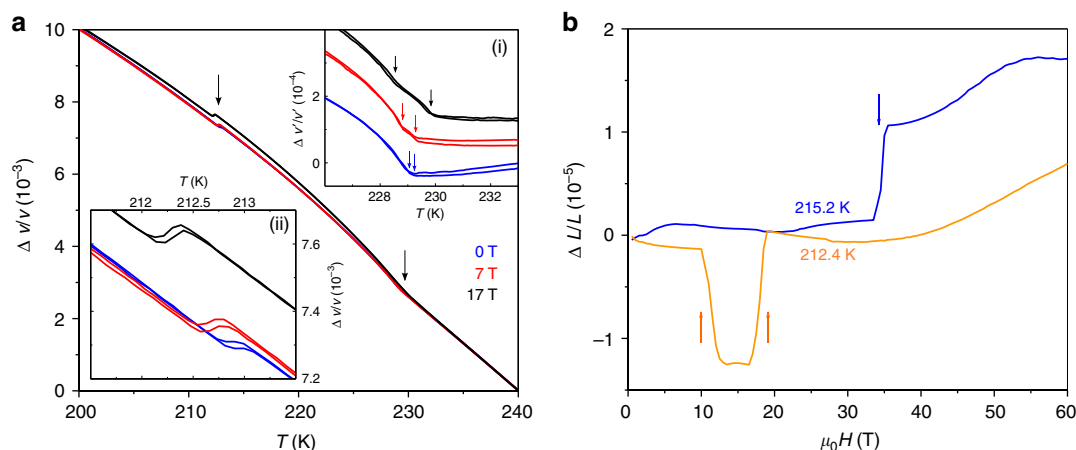 a
10
8
6
4
2
0
Δ v/v (10⁻³)
200
210
220
230
240
T (K)
(i)
Δ v′/v′ (10⁻⁴)
2
0
228
230
232
T (K)
T (K)
212
212.5
213
(ii)
7.6
7.4
7.2
Δ v/v (10⁻³)
0 T
7 T
17 T
b
2
1
0
−1
Δ L/L (10⁻⁵)
215.2 K
212.4 K
0
10
20
30
40
50
60
μ₀H (T)